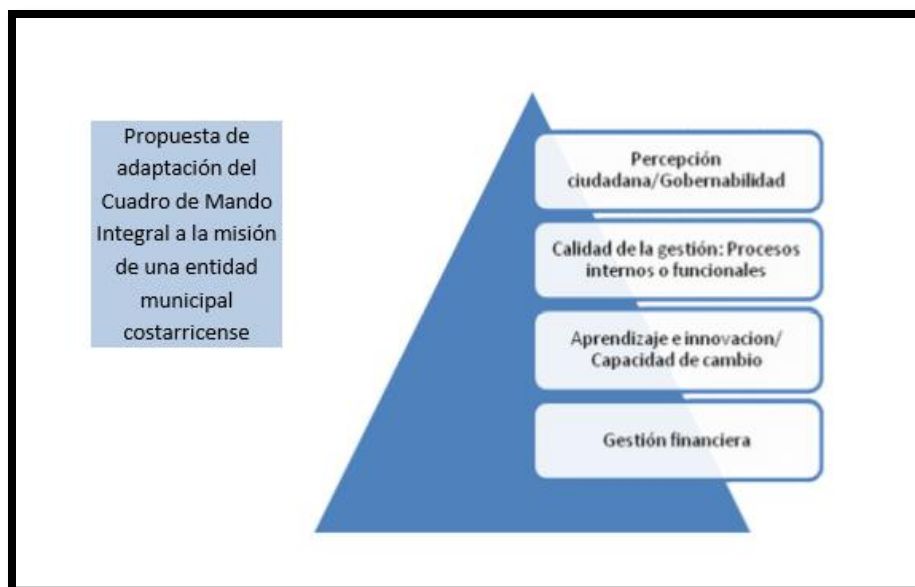 Propuesta de
adaptación del
Cuadro de Mando
Integral a la misión
de una entidad
municipal
costarricense
Percepción
ciudadana/Gobernabilidad
Calidad de la gestión: Procesos
internos o funcionales
Aprendizaje e innovacion/
Capacidad de cambio
Gestión financiera